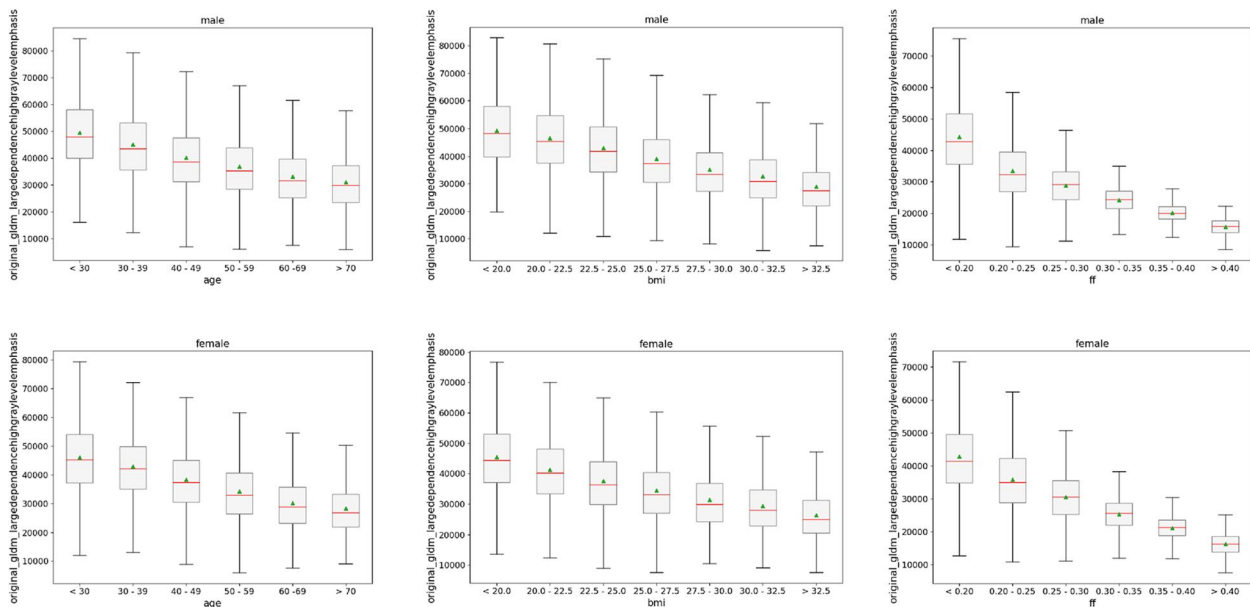 male
original_gldm_largedependencehighgraylevelemphasis
80000
70000
60000
50000
40000
30000
20000
10000
< 30
30 - 39
40 - 49
50 - 59
60 -69
> 70
age
male
original_gldm_largedependencehighgraylevelemphasis
80000
70000
60000
50000
40000
30000
20000
10000
< 20.0
20.0 - 22.5
22.5 - 25.0
25.0 - 27.5
27.5 - 30.0
30.0 - 32.5
> 32.5
bmi
male
original_gldm_largedependencehighgraylevelemphasis
70000
60000
50000
40000
30000
20000
10000
< 0.20
0.20 - 0.25
0.25 - 0.30
0.30 - 0.35
0.35 - 0.40
> 0.40
ff
female
original_gldm_largedependencehighgraylevelemphasis
80000
70000
60000
50000
40000
30000
20000
10000
< 30
30 - 39
40 - 49
50 - 59
60 -69
> 70
age
female
original_gldm_largedependencehighgraylevelemphasis
80000
70000
60000
50000
40000
30000
20000
10000
< 20.0
20.0 - 22.5
22.5 - 25.0
25.0 - 27.5
27.5 - 30.0
30.0 - 32.5
> 32.5
bmi
female
original_gldm_largedependencehighgraylevelemphasis
70000
60000
50000
40000
30000
20000
10000
< 0.20
0.20 - 0.25
0.25 - 0.30
0.30 - 0.35
0.35 - 0.40
> 0.40
ff